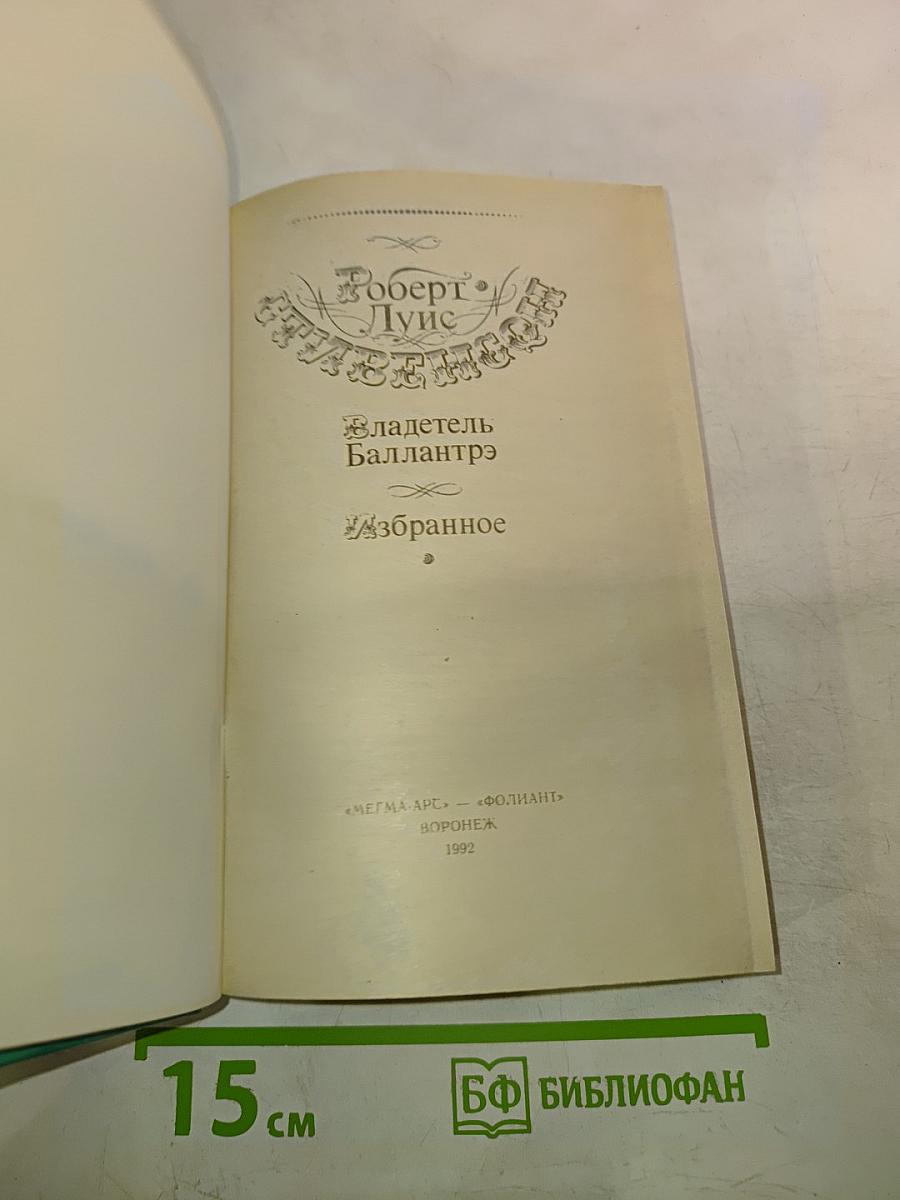 Роберт
Луис
СТИВЕНСОН
Владетель
Баллантрэ
Избранное
«МЕГМА-АРС» — «ФОЛИАНТ»
ВОРОНЕЖ
1992
15 см
БФ БИБЛИОФАН